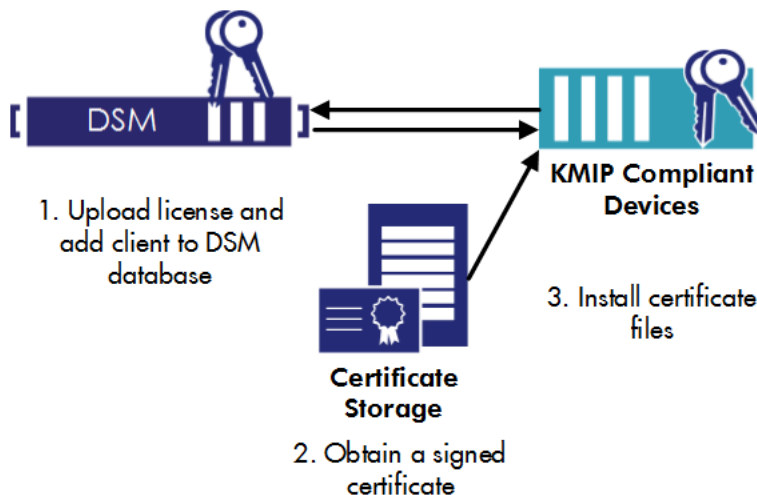 DSM
KMIP Compliant
Devices
1. Upload license and
add client to DSM
database
3. Install certificate
files
Certificate
Storage
2. Obtain a signed
certificate